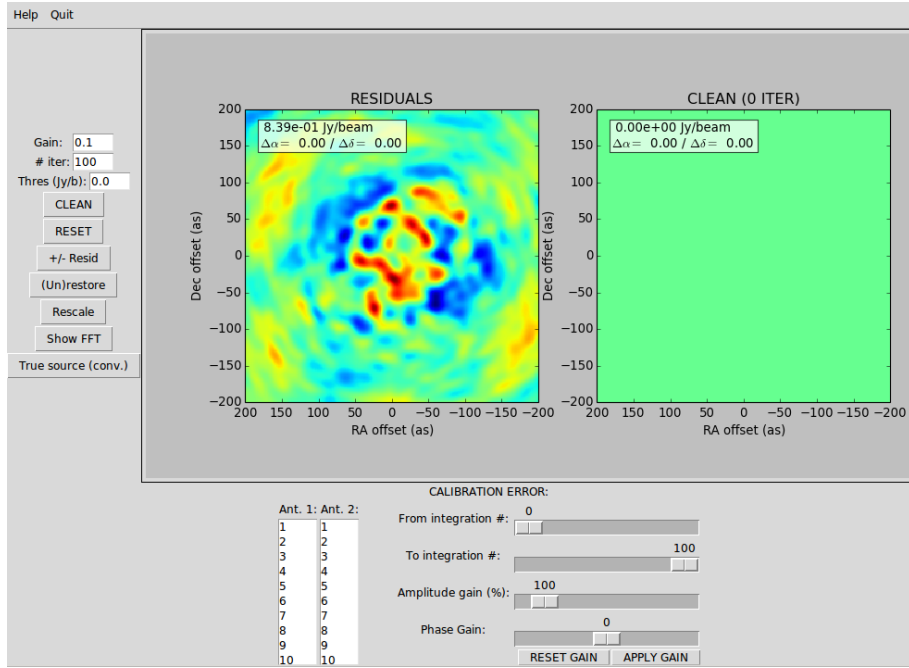 Help Quit
RESIDUALS
CLEAN (0 ITER)
200
150
100
50
0
−50
−100
−150
−200
8.39e-01 Jy/beam
Δα= 0.00 / Δδ= 0.00
200 150 100 50 0 −50 −100 −150 −200
RA offset (as)
Dec offset (as)
200
150
100
50
0
−50
−100
−150
−200
0.00e+00 Jy/beam
Δα= 0.00 / Δδ= 0.00
200 150 100 50 0 −50 −100 −150 −200
RA offset (as)
Dec offset (as)
Gain: 0.1
# iter: 100
Thres (Jy/b): 0.0
CLEAN
RESET
+/- Resid
(Un)restore
Rescale
Show FFT
True source (conv.)
CALIBRATION ERROR:
Ant. 1: Ant. 2:
1 1
2 2
3 3
4 4
5 5
6 6
7 7
8 8
9 9
10 10
From integration #: 0
To integration #: 100
Amplitude gain (%): 100
Phase Gain: 0
RESET GAIN APPLY GAIN